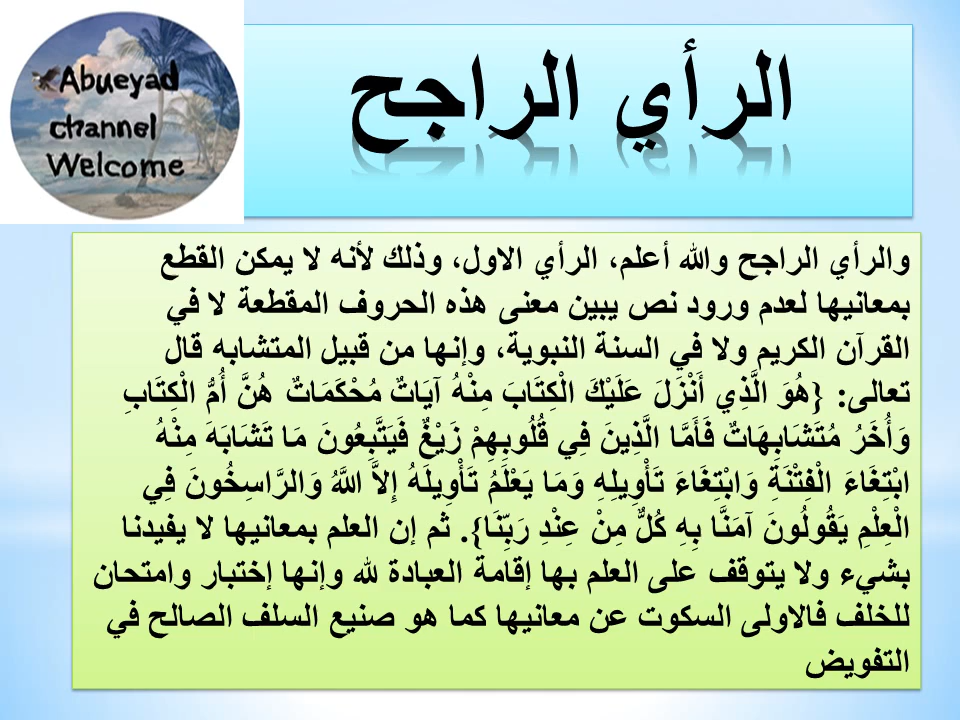 Abueyad
channel
Welcome
الرأي الراجح
والرأي الراجح والله أعلم، الرأي الاول، وذلك لأنه لا يمكن القطع
بمعانيها لعدم ورود نص يبين معنى هذه الحروف المقطعة لا في
القرآن الكريم ولا في السنة النبوية، وإنها من قبيل المتشابه قال
تعالى: {هُوَ الَّذِي أَنْزَلَ عَلَيْكَ الْكِتَابَ مِنْهُ آيَاتٌ مُحْكَمَاتٌ هُنَّ أُمُّ الْكِتَابِ
وَأُخَرُ مُتَشَابِهَاتٌ فَأَمَّا الَّذِينَ فِي قُلُوبِهِمْ زَيْغٌ فَيَتَّبِعُونَ مَا تَشَابَهَ مِنْهُ
ابْتِغَاءَ الْفِتْنَةِ وَابْتِغَاءَ تَأْوِيلِهِ وَمَا يَعْلَمُ تَأْوِيلَهُ إِلاَّ اللَّهُ وَالرَّاسِخُونَ فِي
الْعِلْمِ يَقُولُونَ آمَنَّا بِهِ كُلٌّ مِنْ عِنْدِ رَبِّنَا}. ثم إن العلم بمعانيها لا يفيدنا
بشيء ولا يتوقف على العلم بها إقامة العبادة لله وإنها إختبار وامتحان
للخلف فالاولى السكوت عن معانيها كما هو صنيع السلف الصالح في
التفويض